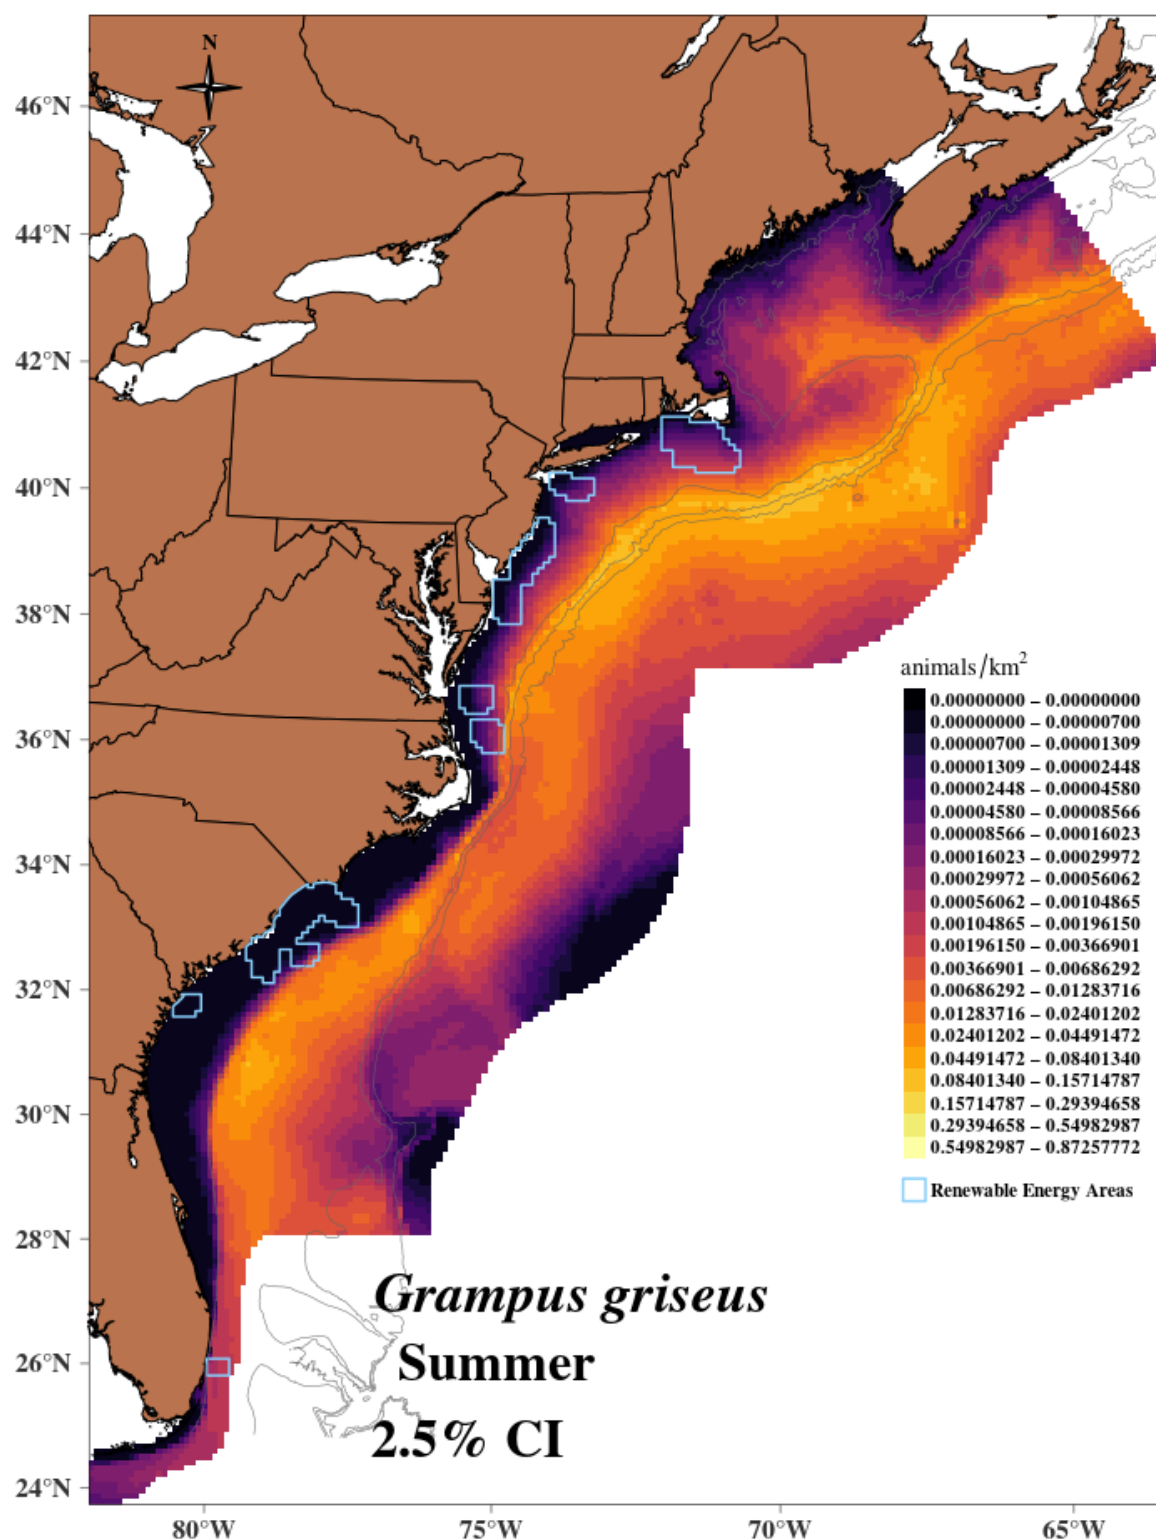 N
46°N
44°N
42°N
40°N
38°N
36°N
34°N
32°N
30°N
28°N
26°N
24°N
80°W
75°W
70°W
65°W
animals/km²
0.00000000 – 0.00000000
0.00000000 – 0.00000700
0.00000700 – 0.00001309
0.00001309 – 0.00002448
0.00002448 – 0.00004580
0.00004580 – 0.00008566
0.00008566 – 0.00016023
0.00016023 – 0.00029972
0.00029972 – 0.00056062
0.00056062 – 0.00104865
0.00104865 – 0.00196150
0.00196150 – 0.00366901
0.00366901 – 0.00686292
0.00686292 – 0.01283716
0.01283716 – 0.02401202
0.02401202 – 0.04491472
0.04491472 – 0.08401340
0.08401340 – 0.15714787
0.15714787 – 0.29394658
0.29394658 – 0.54982987
0.54982987 – 0.87257772
Renewable Energy Areas
Grampus griseus
Summer
2.5% CI